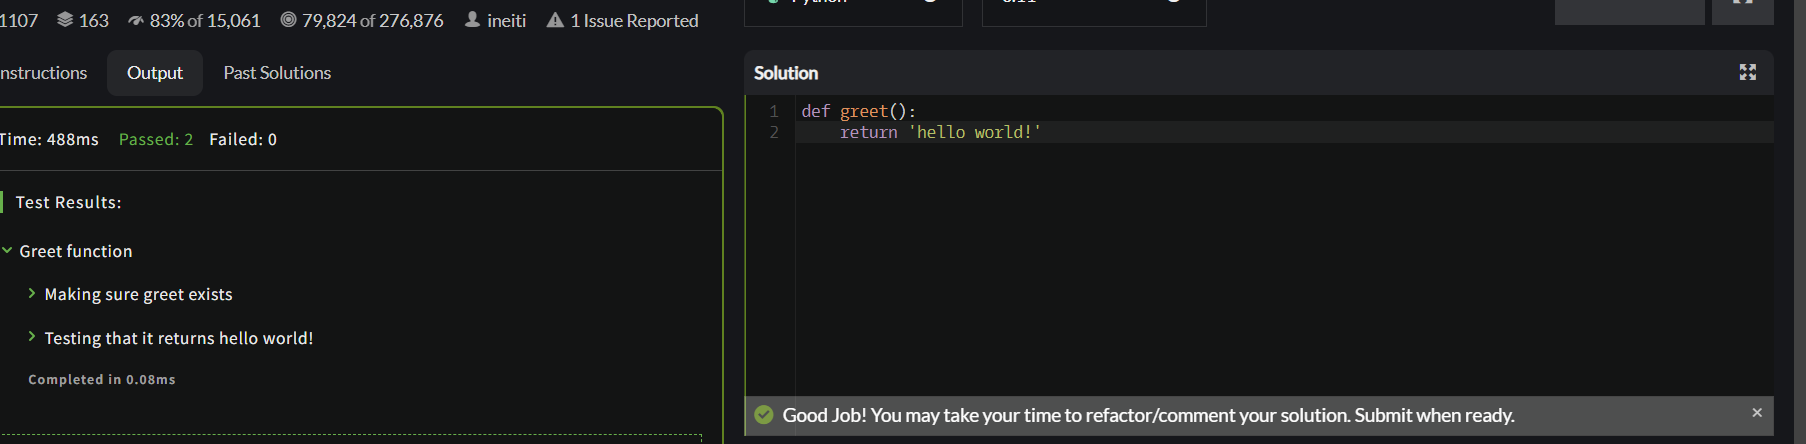 1107 163 83% of 15,061 79,824 of 276,876 ineiti 1 Issue Reported
nstructions Output Past Solutions
Time: 488ms Passed: 2 Failed: 0
Test Results:
Greet function
Making sure greet exists
Testing that it returns hello world!
Completed in 0.08ms
Python
Solution
1 def greet():
2 return 'hello world!'
Good Job! You may take your time to refactor/comment your solution. Submit when ready.